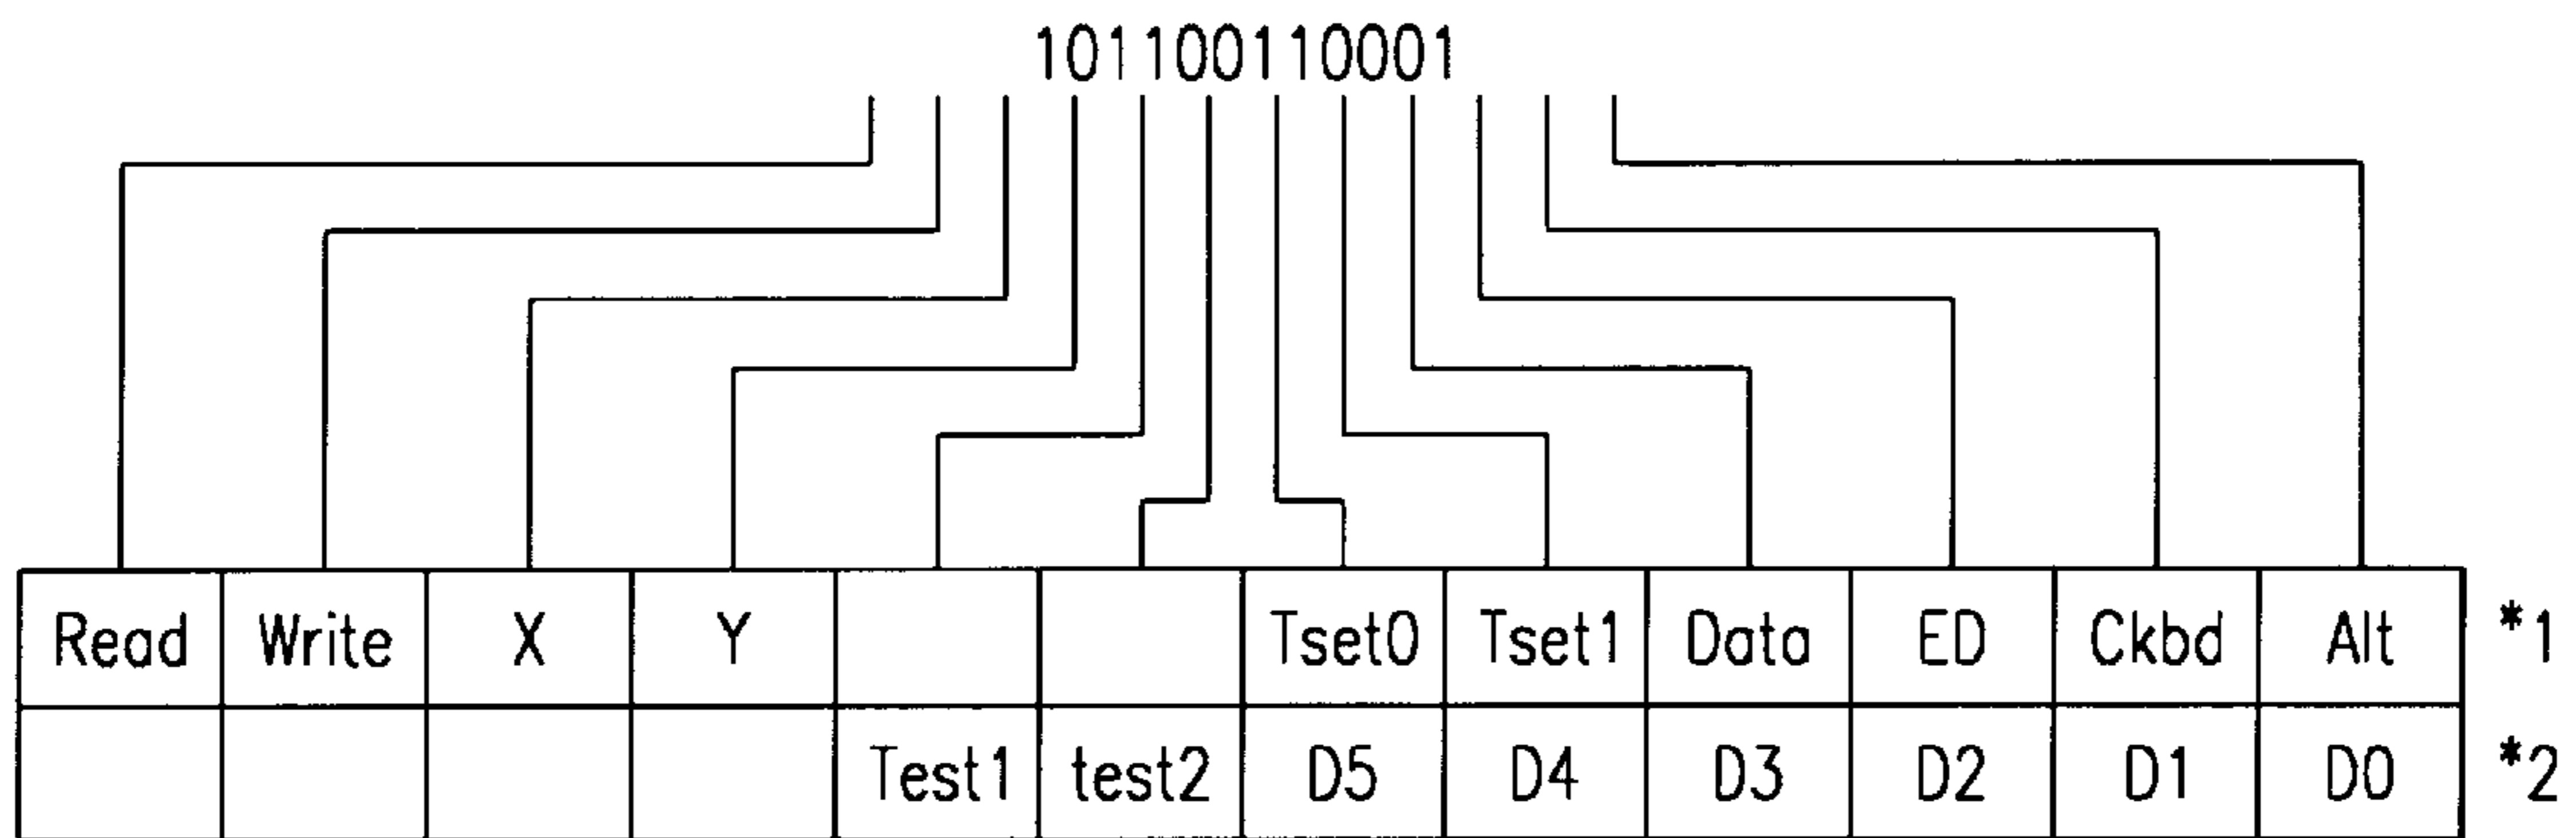 101100110001
Read Write X Y Tset0 Tset1 Data ED Ckbd Alt *1
Test1 test2 D5 D4 D3 D2 D1 D0 *2